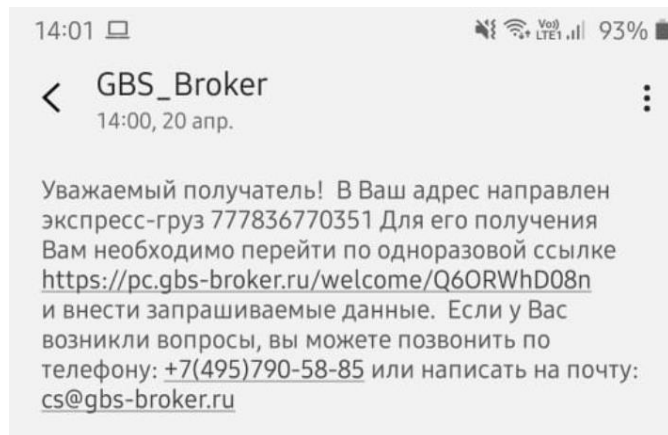 14:01 93%
GBS_Broker
14:00, 20 апр.
Уважаемый получатель! В Ваш адрес направлен
экспресс-груз 777836770351 Для его получения
Вам необходимо перейти по одноразовой ссылке
https://pc.gbs-broker.ru/welcome/Q6ORWhD08n
и внести запрашиваемые данные. Если у Вас
возникли вопросы, вы можете позвонить по
телефону: +7(495)790-58-85 или написать на почту:
cs@gbs-broker.ru